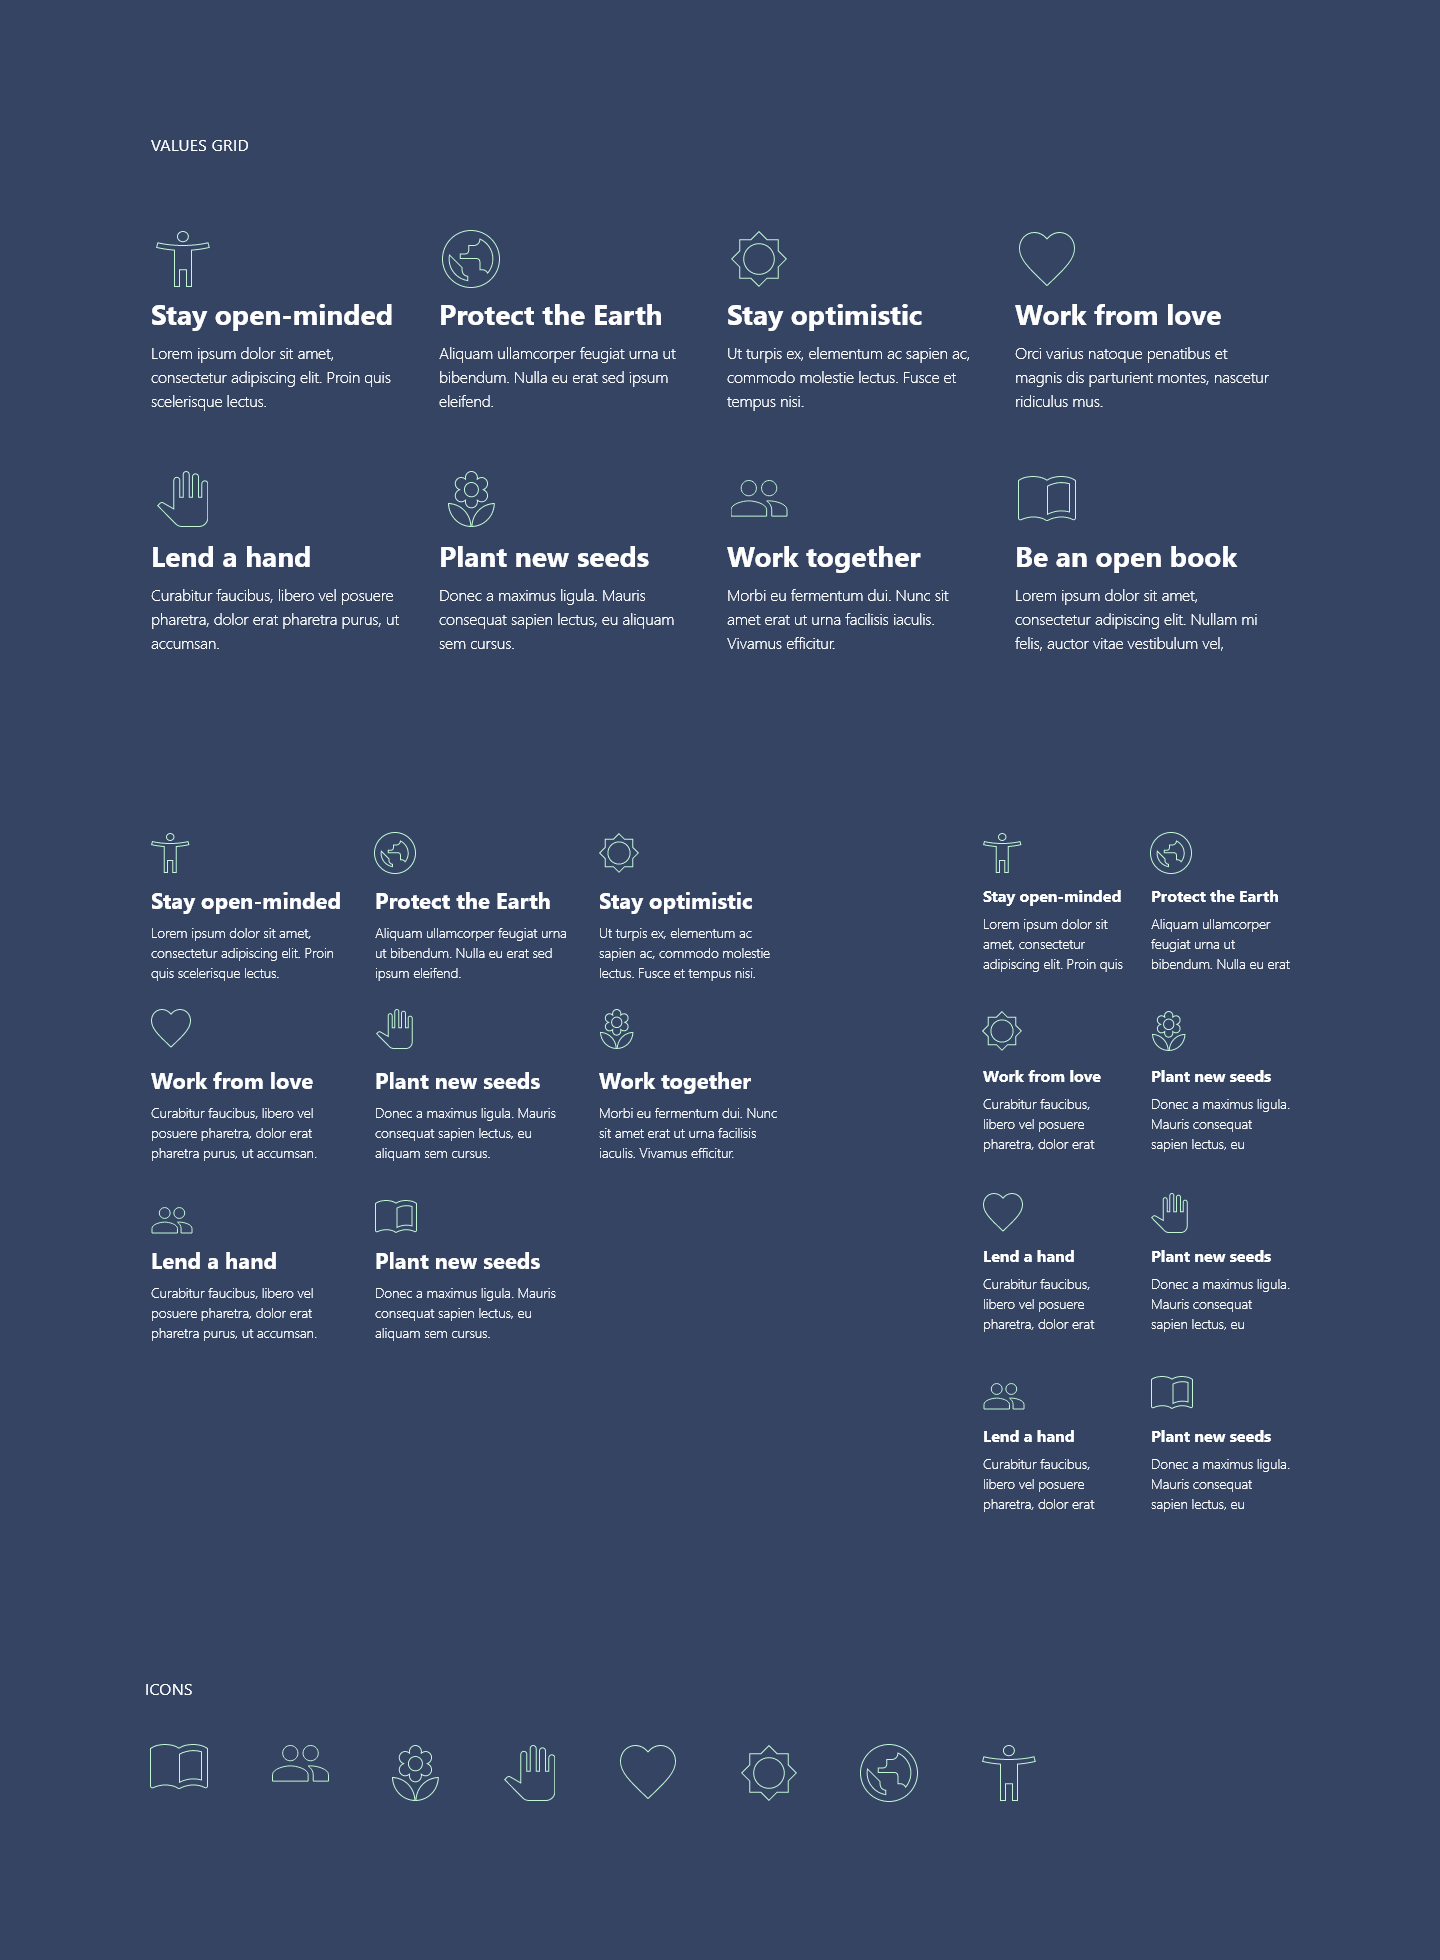 VALUES GRID
Stay open-minded
Lorem ipsum dolor sit amet,
consectetur adipiscing elit. Proin quis
scelerisque lectus.
Protect the Earth
Aliquam ullamcorper feugiat urna ut
bibendum. Nulla eu erat sed ipsum
eleifend.
Stay optimistic
Ut turpis ex, elementum ac sapien ac,
commodo molestie lectus. Fusce et
tempus nisi.
Work from love
Orci varius natoque penatibus et
magnis dis parturient montes, nascetur
ridiculus mus.
Lend a hand
Curabitur faucibus, libero vel posuere
pharetra, dolor erat pharetra purus, ut
accumsan.
Plant new seeds
Donec a maximus ligula. Mauris
consequat sapien lectus, eu aliquam
sem cursus.
Work together
Morbi eu fermentum dui. Nunc sit
amet erat ut urna facilisis iaculis.
Vivamus efficitur.
Be an open book
Lorem ipsum dolor sit amet,
consectetur adipiscing elit. Nullam mi
felis, auctor vitae vestibulum vel,
Stay open-minded
Lorem ipsum dolor sit amet,
consectetur adipiscing elit. Proin
quis scelerisque lectus.
Protect the Earth
Aliquam ullamcorper feugiat urna
ut bibendum. Nulla eu erat sed
ipsum eleifend.
Stay optimistic
Ut turpis ex, elementum ac
sapien ac, commodo molestie
lectus. Fusce et tempus nisi.
Work from love
Curabitur faucibus, libero vel
posuere pharetra, dolor erat
pharetra purus, ut accumsan.
Plant new seeds
Donec a maximus ligula. Mauris
consequat sapien lectus, eu
aliquam sem cursus.
Work together
Morbi eu fermentum dui. Nunc
sit amet erat ut urna facilisis
iaculis. Vivamus efficitur.
Lend a hand
Curabitur faucibus, libero vel
posuere pharetra, dolor erat
pharetra purus, ut accumsan.
Plant new seeds
Donec a maximus ligula. Mauris
consequat sapien lectus, eu
aliquam sem cursus.
Stay open-minded
Lorem ipsum dolor sit
amet, consectetur
adipiscing elit. Proin quis
Protect the Earth
Aliquam ullamcorper
feugiat urna ut
bibendum. Nulla eu erat
Work from love
Curabitur faucibus,
libero vel posuere
pharetra, dolor erat
Plant new seeds
Donec a maximus ligula.
Mauris consequat
sapien lectus, eu
Lend a hand
Curabitur faucibus,
libero vel posuere
pharetra, dolor erat
Plant new seeds
Donec a maximus ligula.
Mauris consequat
sapien lectus, eu
Lend a hand
Curabitur faucibus,
libero vel posuere
pharetra, dolor erat
Plant new seeds
Donec a maximus ligula.
Mauris consequat
sapien lectus, eu
ICONS